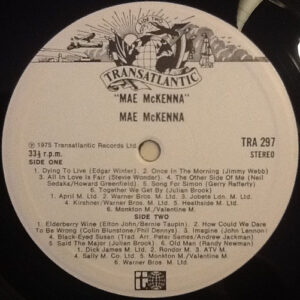 TRANSATLANTIC
"MAE McKENNA"
MAE McKENNA
℗ 1975 Transatlantic Records Ltd.
TRA 297
33⅓ r.p.m.
STEREO
SIDE ONE
1. Dying To Live (Edgar Winter). 2. Once In The Morning (Jimmy Webb)
3. All In Love Is Fair (Stevie Wonder). 4. The Other Side Of Me (Neil
Sedaka/Howard Greenfield). 5. Song for Simon (Gerry Rafferty)
6. Together We Get By (Julian Brook)
1. April M. Ltd. 2. Warner Bros M. Ltd. 3. Jobete Ldn. M. Ltd.
4. Kirshner/Warner Bros. M. Ltd. 5. Heathside M. Ltd.
6. Monkton M./Valentine M.
SIDE TWO
1. Elderberry Wine (Elton John/Bernie Taupin). 2. How Could We Dare
To Be Wrong (Colin Blunstone/Phil Dennys). 3. Imagine (John Lennon)
4. Black-Eyed Susan (Trad. Arr. Peter Sames/Andrew Jackman)
5. Said The Major (Julian Brook). 6. Old Man (Randy Newman)
1. Dick James M. Ltd. 2. Rondor M. 3. ATV M.
4. Sally M. Co. Ltd. 5. Monkton M./Valentine M.
6. Warner Bros. M. Ltd.